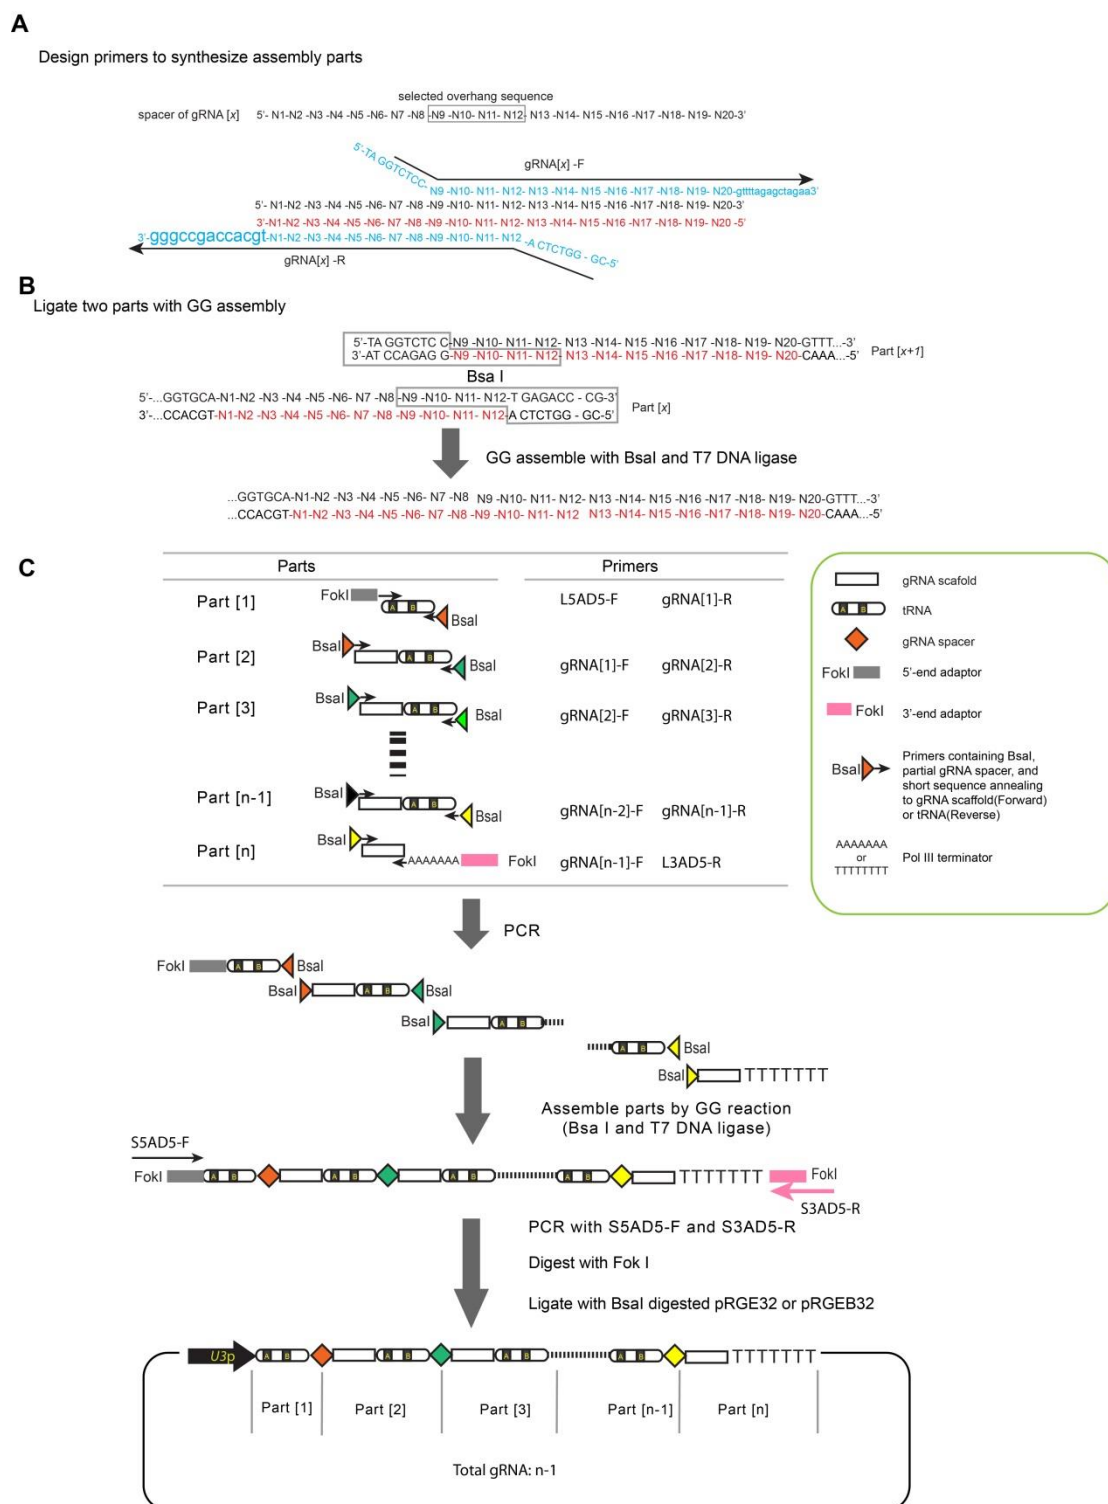 A
Design primers to synthesize assembly parts
selected overhang sequence
spacer of gRNA [x] 5'- N1-N2 -N3 -N4 -N5 -N6- N7 -N8 -N9 -N10- N11- N12- N13 -N14- N15 -N16 -N17 -N18- N19- N20-3'
gRNA[x] -F
5'-TA GGTCTCC- N9 -N10- N11- N12- N13 -N14- N15 -N16 -N17 -N18- N19- N20-gttttagagctagaa3'
5'- N1-N2 -N3 -N4 -N5 -N6- N7 -N8 -N9 -N10- N11- N12- N13 -N14- N15 -N16 -N17 -N18- N19- N20-3'
3'-N1-N2 -N3 -N4 -N5 -N6- N7 -N8 -N9 -N10- N11- N12- N13 -N14- N15 -N16 -N17 -N18- N19- N20 -5'
3'-gggccgaccacgt-N1-N2 -N3 -N4 -N5 -N6- N7 -N8 -N9 -N10- N11- N12 -A CTCTGG - GC-5'
gRNA[x] -R
B
Ligate two parts with GG assembly
5'-TA GGTCTC C-N9 -N10- N11- N12- N13 -N14- N15 -N16 -N17 -N18- N19- N20-GTTT...-3'
3'-AT CCAGAG G-N9 -N10- N11- N12- N13 -N14- N15 -N16 -N17 -N18- N19- N20-CAAA...-5'
Part [x+1]
Bsa I
5'-...GGTGCA-N1-N2 -N3 -N4 -N5 -N6- N7 -N8 -N9 -N10- N11- N12-T GAGACC - CG-3'
3'-...CCACGT-N1-N2 -N3 -N4 -N5 -N6- N7 -N8 -N9 -N10- N11- N12-A CTCTGG - GC-5'
Part [x]
GG assemble with BsaI and T7 DNA ligase
...GGTGCA-N1-N2 -N3 -N4 -N5 -N6- N7 -N8 N9 -N10- N11- N12- N13 -N14- N15 -N16 -N17 -N18- N19- N20-GTTT...-3'
...CCACGT-N1-N2 -N3 -N4 -N5 -N6- N7 -N8 -N9 -N10- N11- N12 N13 -N14- N15 -N16 -N17 -N18- N19- N20-CAAA...-5'
C
Parts Primers
Part [1] FokI A B BsaI L5AD5-F gRNA[1]-R
Part [2] BsaI A B BsaI gRNA[1]-F gRNA[2]-R
Part [3] BsaI A B BsaI gRNA[2]-F gRNA[3]-R
Part [n-1] BsaI A B BsaI gRNA[n-2]-F gRNA[n-1]-R
Part [n] BsaI AAAAAAA FokI gRNA[n-1]-F L3AD5-R
gRNA scafold
A B tRNA
gRNA spacer
FokI 5'-end adaptor
FokI 3'-end adaptor
BsaI
Primers containing BsaI,
partial gRNA spacer, and
short sequence annealing
to gRNA scaffold(Forward)
or tRNA(Reverse)
AAAAAAA
or
TTTTTTTT
Pol III terminator
PCR
FokI A B BsaI
BsaI A B BsaI
BsaI A B
A B BsaI
BsaI TTTTTTT
Assemble parts by GG reaction
(Bsa I and T7 DNA ligase)
S5AD5-F
FokI A B A B A B A B TTTTTTT FokI
S3AD5-R
PCR with S5AD5-F and S3AD5-R
Digest with Fok I
Ligate with BsaI digested pRGE32 or pRGEB32
U3p A B A B A B A B TTTTTTT
Part [1] Part [2] Part [3] Part [n-1] Part [n]
Total gRNA: n-1